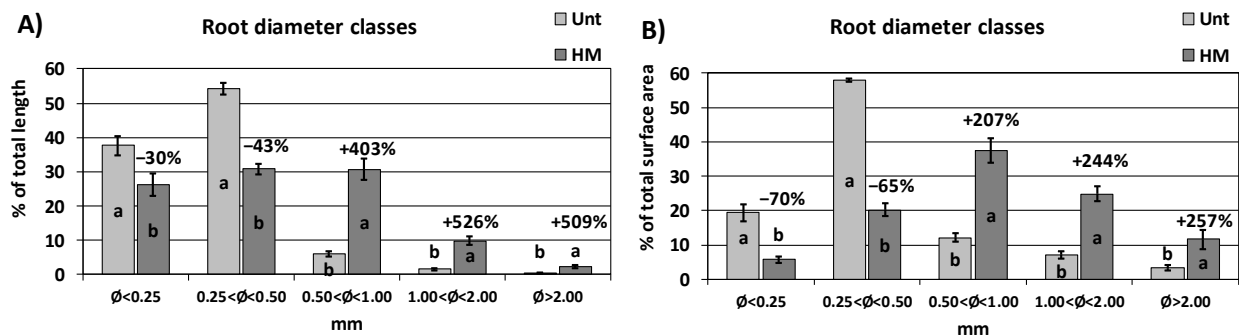 A)
Root diameter classes
Unt
HM
% of total length
60
50
40
30
20
10
0
−30%
−43%
+403%
+526%
+509%
a
b
a
b
b
a
b
a
b
a
Ø<0.25
0.25<Ø<0.50
0.50<Ø<1.00
1.00<Ø<2.00
Ø>2.00
mm
B)
Root diameter classes
Unt
HM
% of total surface area
60
50
40
30
20
10
0
−70%
−65%
+207%
+244%
+257%
a
b
a
b
b
a
b
a
b
a
Ø<0.25
0.25<Ø<0.50
0.50<Ø<1.00
1.00<Ø<2.00
Ø>2.00
mm